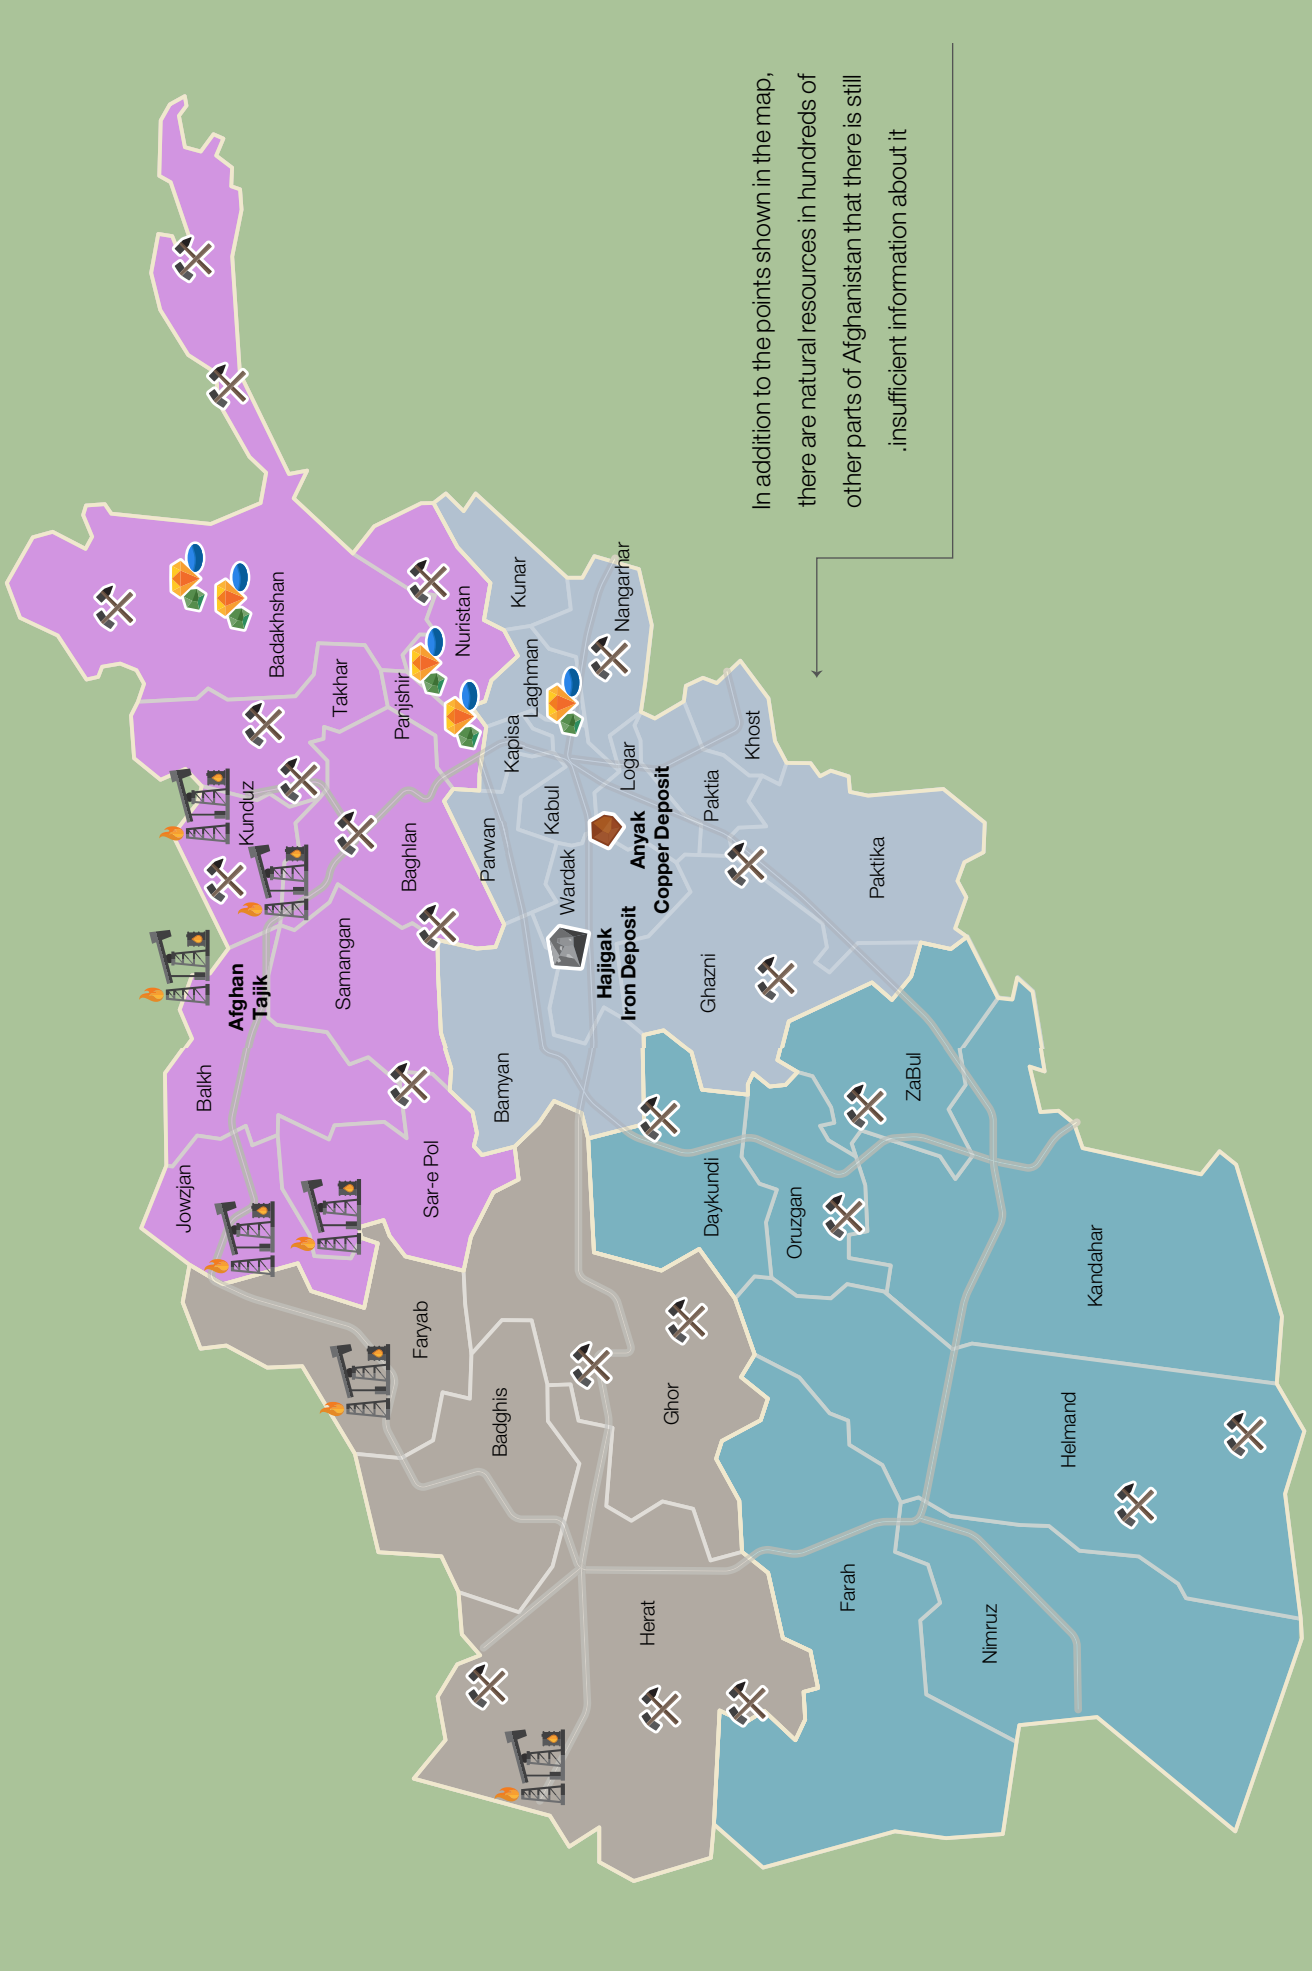 In addition to the points shown in the map,
there are natural resources in hundreds of
other parts of Afghanistan that there is still
.insufficient information about it
Badakhshan
Takhar
Kunduz
Panjshir
Nuristan
Kunar
Laghman
Nangarhar
Kapisa
Baghlan
Parwan
Kabul
Logar
Khost
Paktia
Wardak
Anyak
Copper Deposit
Hajigak
Iron Deposit
Afghan
Tajik
Samangan
Balkh
Jowzjan
Sar-e Pol
Bamyan
Ghazni
Paktika
ZaBul
Daykundi
Oruzgan
Kandahar
Faryab
Badghis
Ghor
Helmand
Herat
Farah
Nimruz